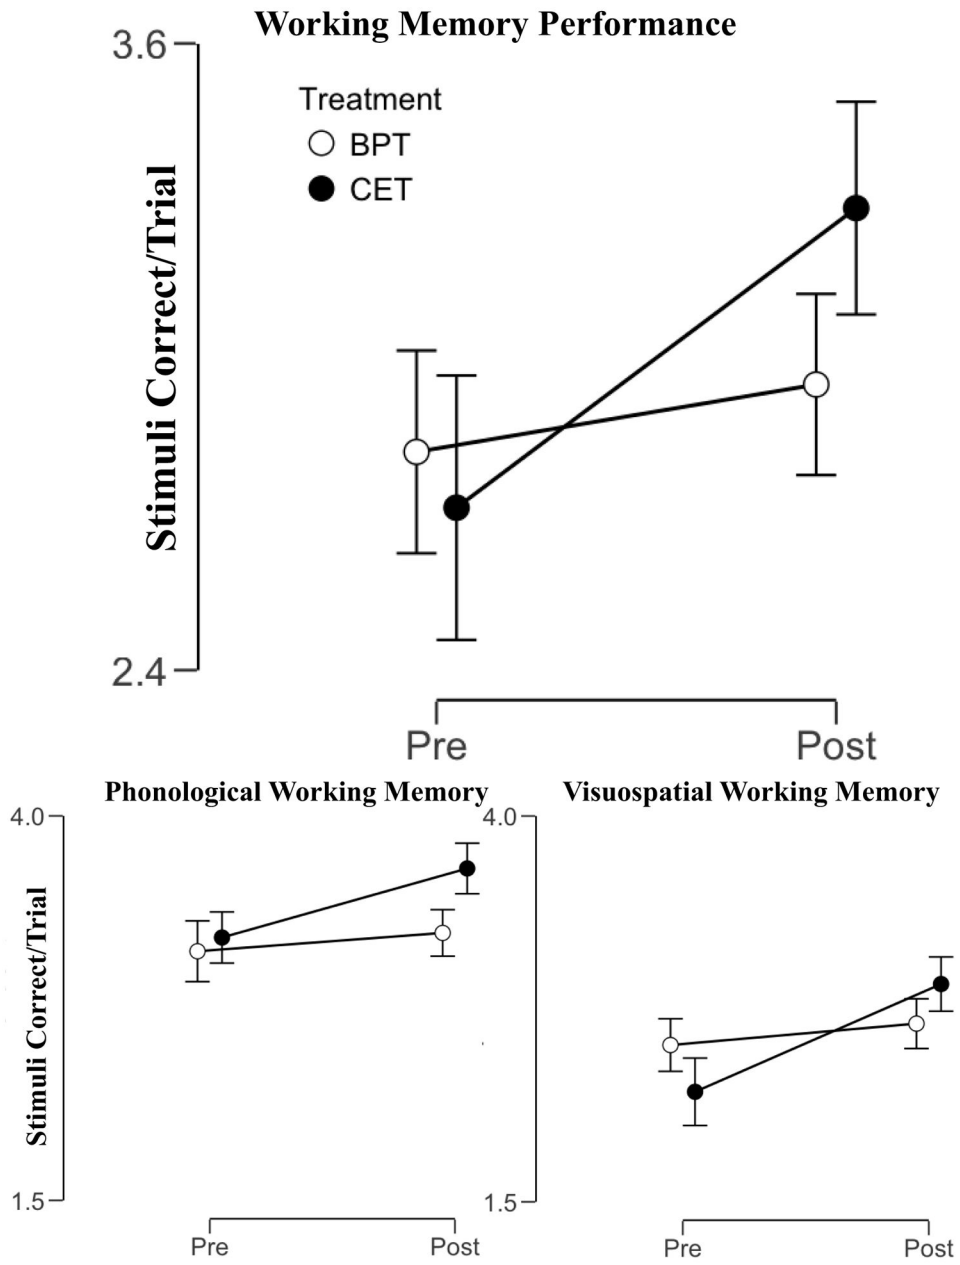 Working Memory Performance
3.6
Treatment
BPT
CET
Stimuli Correct/Trial
2.4
Pre
Post
Phonological Working Memory
4.0
Stimuli Correct/Trial
1.5
Pre
Post
Visuospatial Working Memory
4.0
1.5
Pre
Post